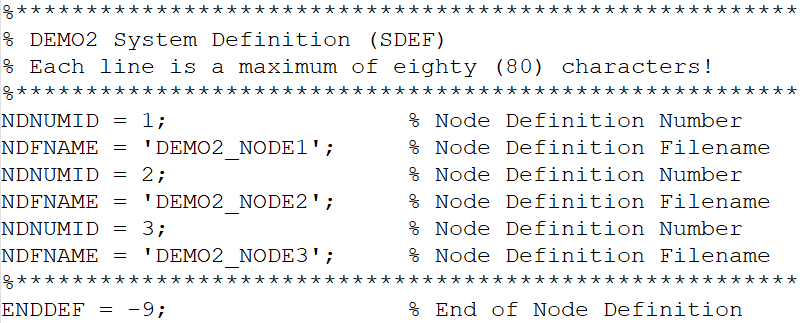 %********************************************************
% DEMO2 System Definition (SDEF)
% Each line is a maximum of eighty (80) characters!
%********************************************************
NDNUMID = 1;                 % Node Definition Number
NDFNAME = 'DEMO2_NODE1';     % Node Definition Filename
NDNUMID = 2;                 % Node Definition Number
NDFNAME = 'DEMO2_NODE2';     % Node Definition Filename
NDNUMID = 3;                 % Node Definition Number
NDFNAME = 'DEMO2_NODE3';     % Node Definition Filename
%********************************************************
ENDDEF = -9;                 % End of Node Definition